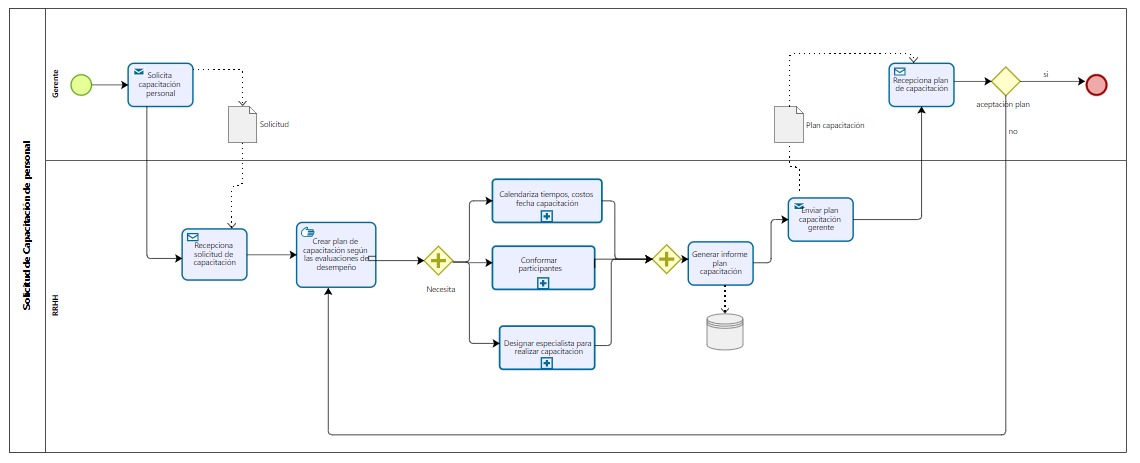 Solicitud de Capacitación de personal
Gerente
Solicita
capacitación
personal
Solicitud
Plan capacitación
Recepciona plan
de capacitación
aceptación plan
si
no
RRHH
Recepciona
solicitud de
capacitación
Crear plan de
capacitación según
las evaluaciones de
desempeño
Necesita
Calendariza tiempos, costos
fecha capacitación
Conformar
participantes
Designar especialista para
realizar capacitación
Generar informe
plan
capacitación
Enviar plan
capacitación
gerente